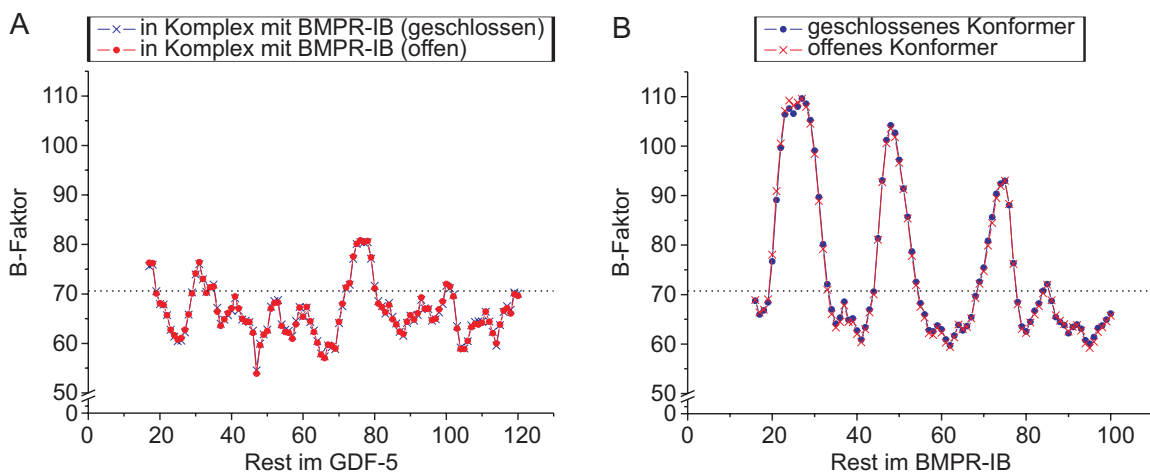 A
in Komplex mit BMPR-IB (geschlossen)
in Komplex mit BMPR-IB (offen)
B-Faktor
110
100
90
80
70
60
50
0
0 20 40 60 80 100 120
Rest im GDF-5
B
geschlossenes Konformer
offenes Konformer
B-Faktor
110
100
90
80
70
60
50
0
0 20 40 60 80 100
Rest im BMPR-IB